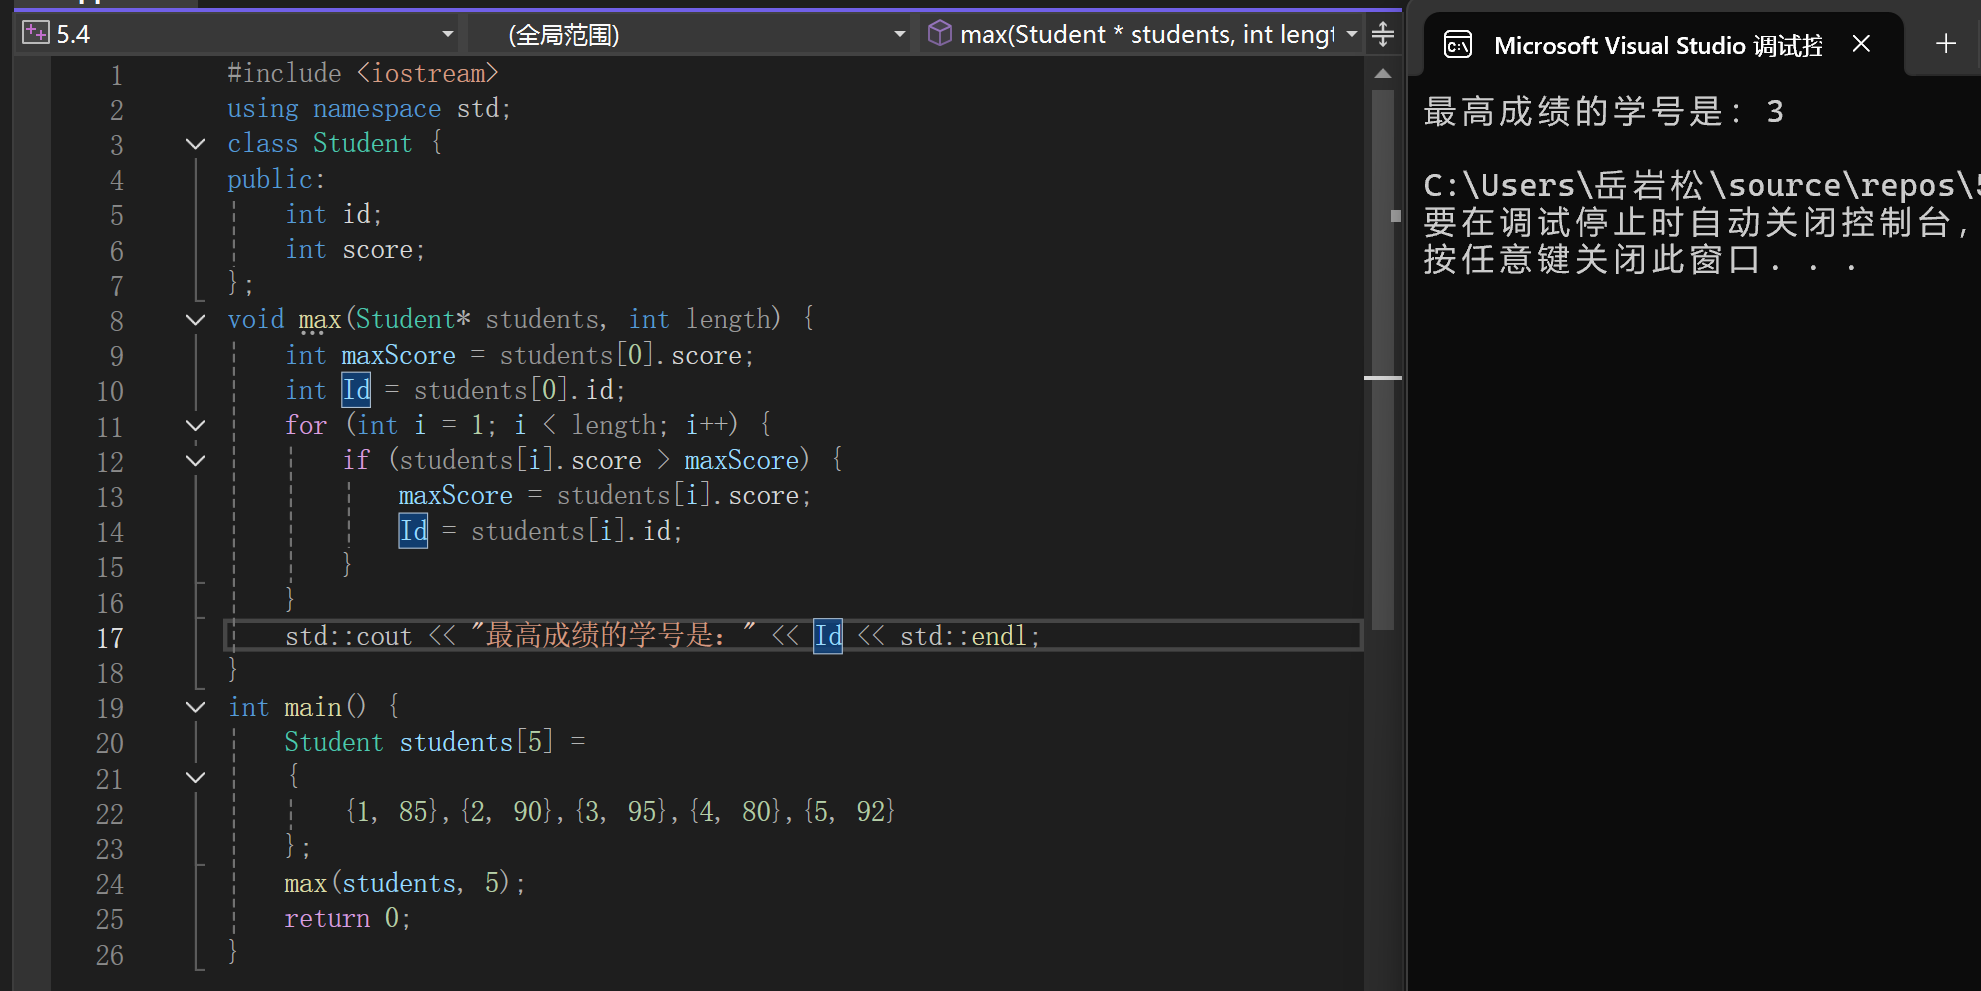 5.4
(全局范围)
max(Student * students, int lengt
1 #include <iostream>
2 using namespace std;
3 class Student {
4 public:
5 int id;
6 int score;
7 };
8 void max(Student* students, int length) {
9 int maxScore = students[0].score;
10 int Id = students[0].id;
11 for (int i = 1; i < length; i++) {
12 if (students[i].score > maxScore) {
13 maxScore = students[i].score;
14 Id = students[i].id;
15 }
16 }
17 std::cout << "最高成绩的学号是：" << Id << std::endl;
18 }
19 int main() {
20 Student students[5] =
21 {
22 {1, 85},{2, 90},{3, 95},{4, 80},{5, 92}
23 };
24 max(students, 5);
25 return 0;
26 }
Microsoft Visual Studio 调试控
最高成绩的学号是：3
C:\Users\岳岩松\source\repos\5
要在调试停止时自动关闭控制台，
按任意键关闭此窗口. . .